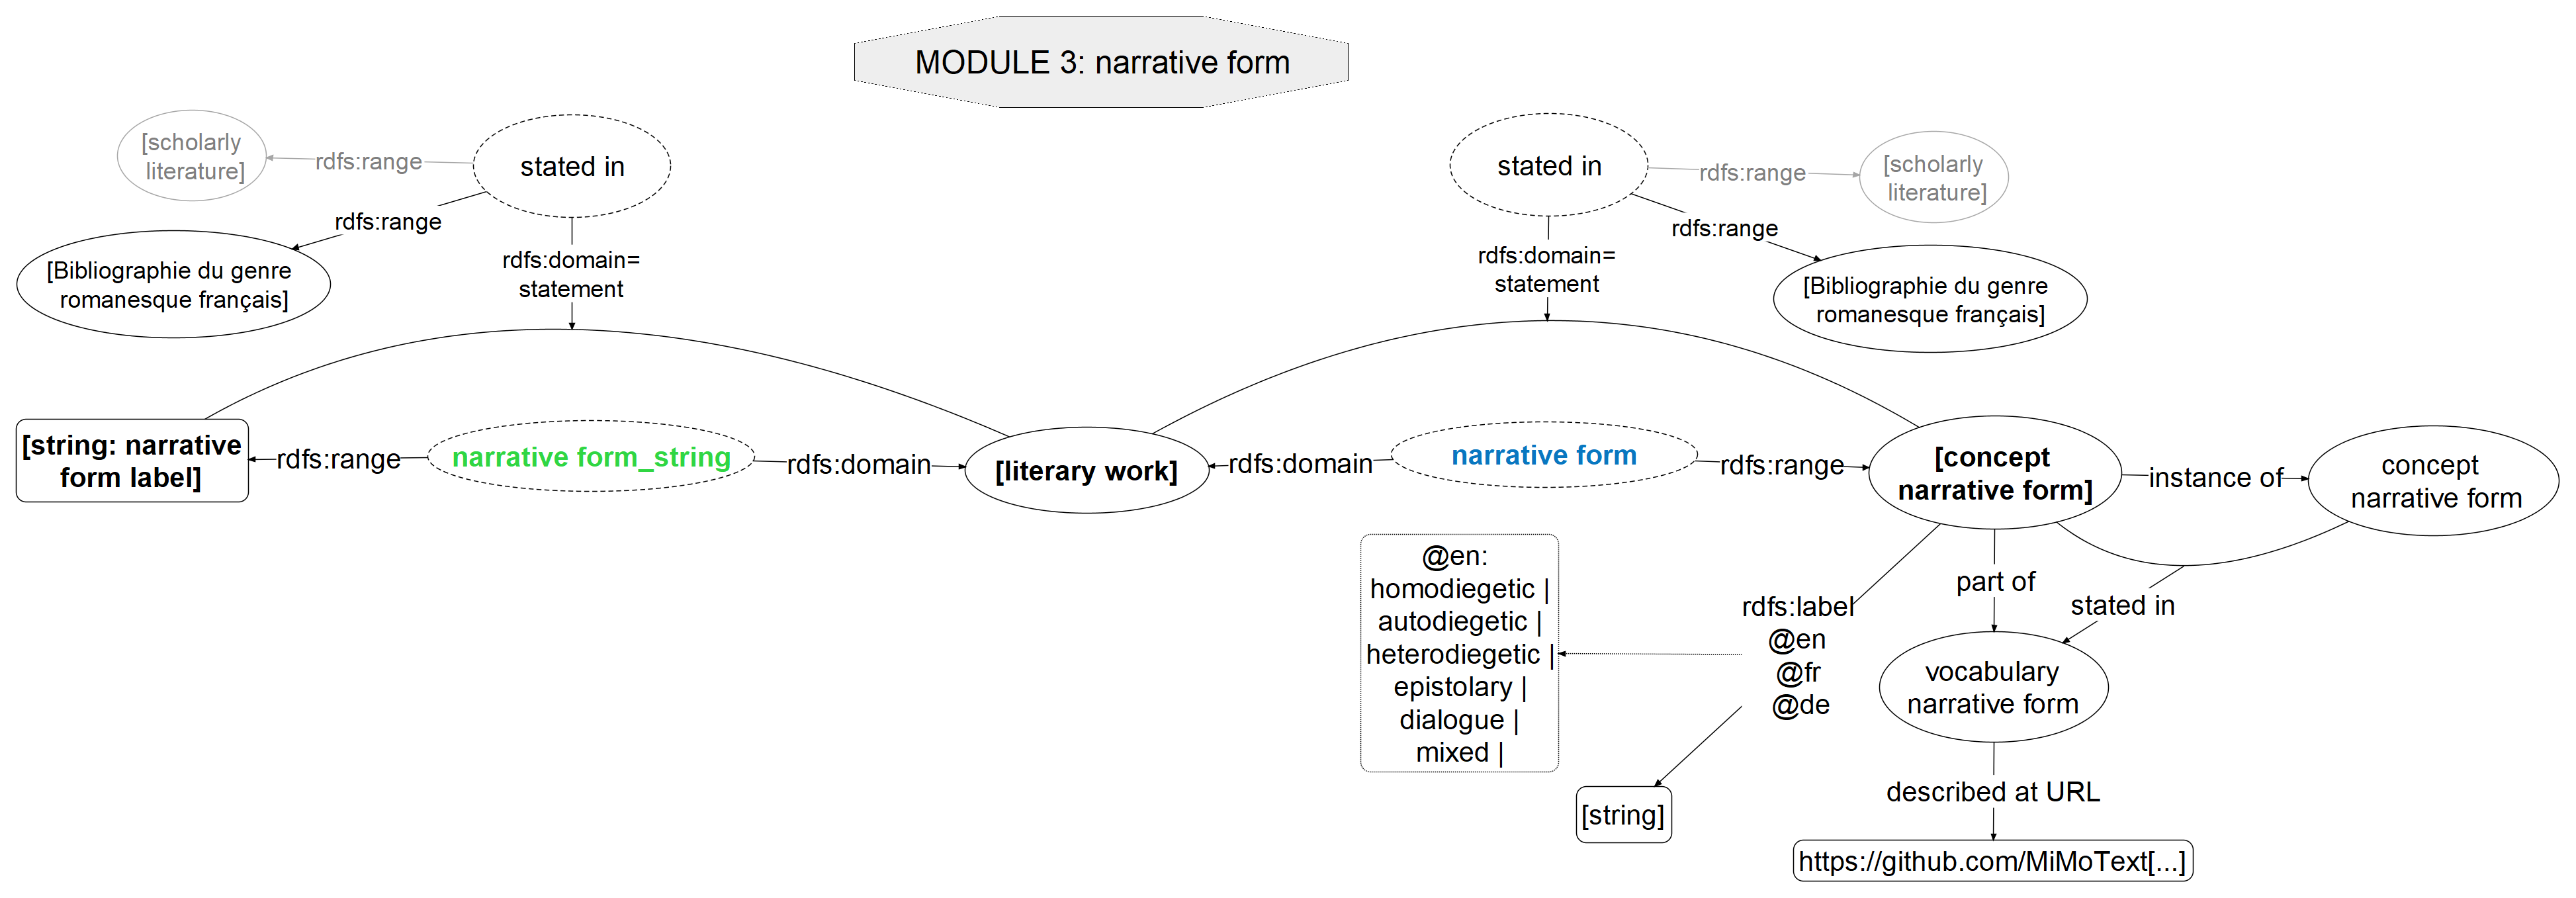 MODULE 3: narrative form
[scholarly
literature]
rdfs:range
stated in
rdfs:range
[Bibliographie du genre
romanesque français]
rdfs:domain=
statement
stated in
rdfs:range
[scholarly
literature]
rdfs:range
[Bibliographie du genre
romanesque français]
rdfs:domain=
statement
[string: narrative
form label]
rdfs:range
narrative form_string
rdfs:domain
[literary work]
rdfs:domain
narrative form
rdfs:range
[concept
narrative form]
instance of
concept
narrative form
@en:
homodiegetic |
autodiegetic |
heterodiegetic |
epistolary |
dialogue |
mixed |
rdfs:label
@en
@fr
@de
part of
stated in
vocabulary
narrative form
[string]
described at URL
https://github.com/MiMoText[...]